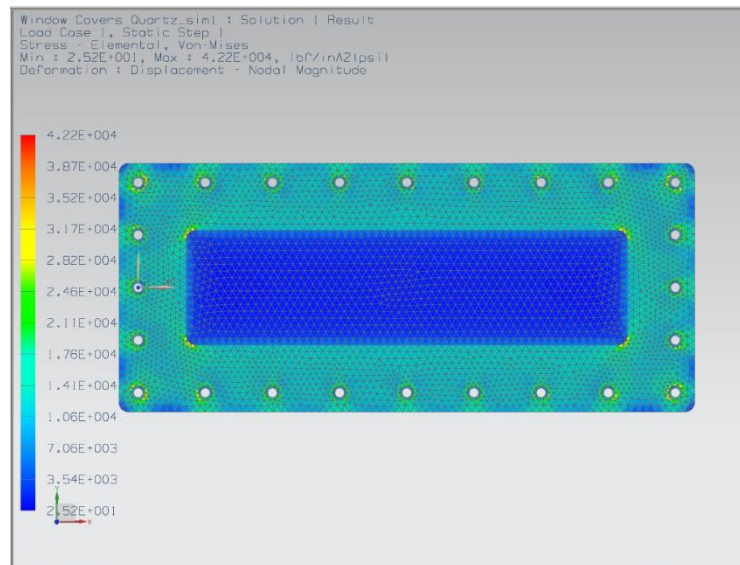 Window Covers Quartz_sim1 : Solution 1 Result
Load Case 1, Static Step 1
Stress - Elemental, Von-Mises
Min : 2.52E+001, Max : 4.22E+004, lbf/in^2(psi)
Deformation : Displacement - Nodal Magnitude
4.22E+004
3.87E+004
3.52E+004
3.17E+004
2.82E+004
2.46E+004
2.11E+004
1.76E+004
1.41E+004
1.06E+004
7.06E+003
3.54E+003
2.52E+001
Y
X